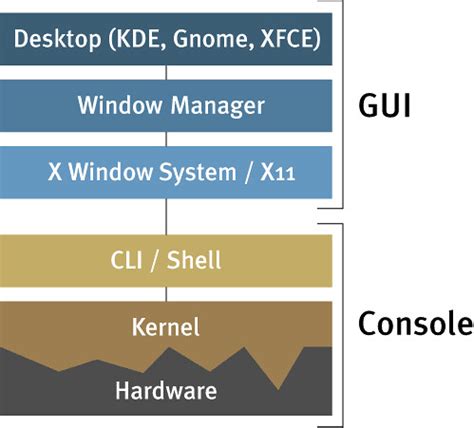 Desktop (KDE, Gnome, XFCE)
Window Manager
GUI
X Window System / X11
CLI / Shell
Kernel
Console
Hardware